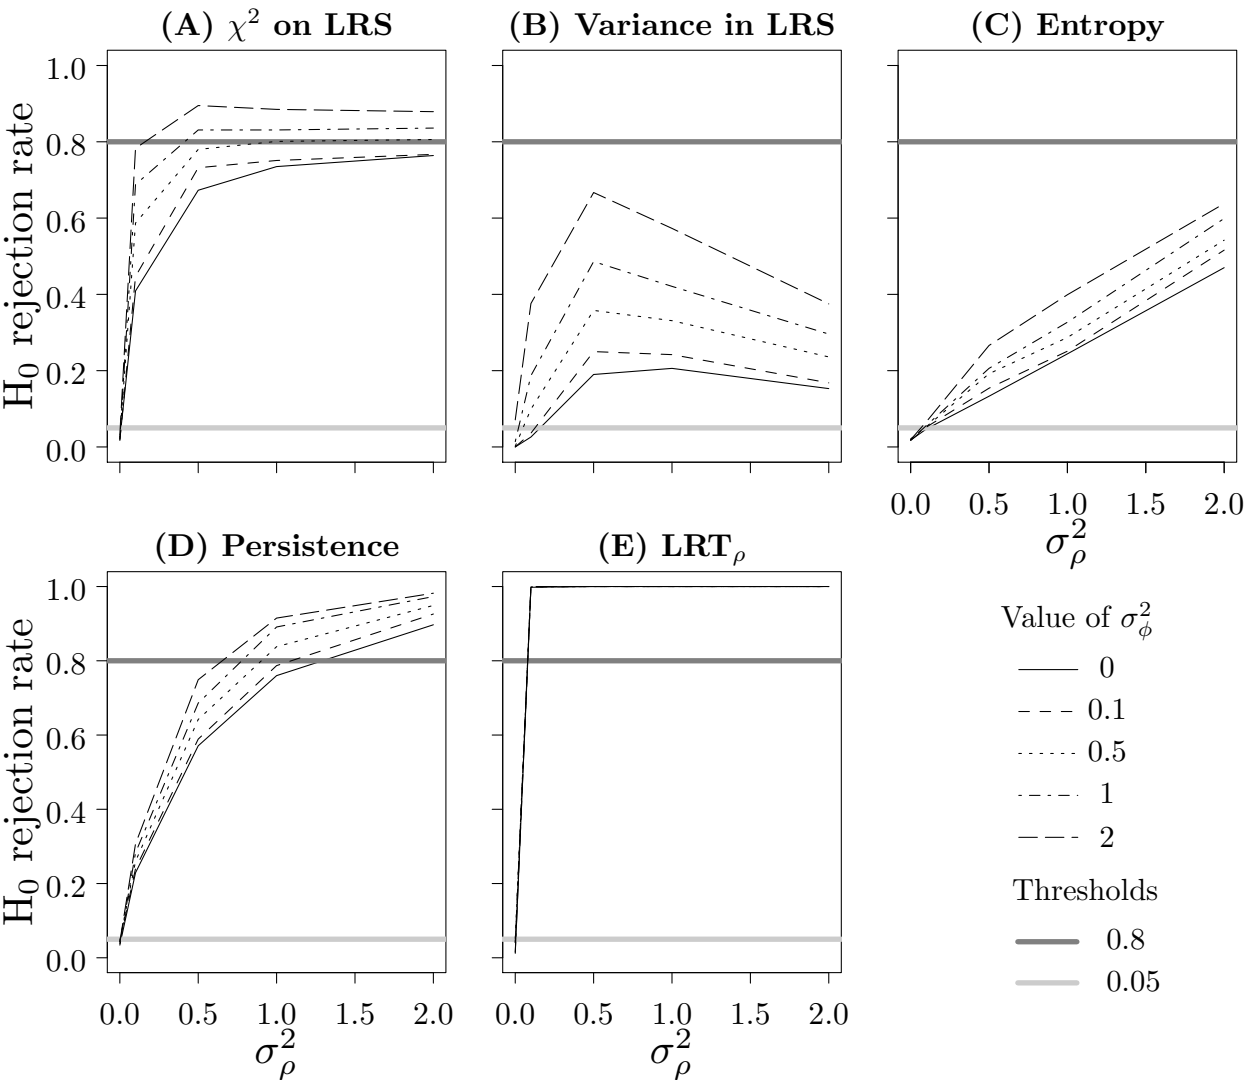 (A) χ² on LRS (B) Variance in LRS (C) Entropy
H₀ rejection rate
1.0
0.8
0.6
0.4
0.2
0.0
0.0 0.5 1.0 1.5 2.0
σ²ρ
(D) Persistence (E) LRTρ
H₀ rejection rate
1.0
0.8
0.6
0.4
0.2
0.0
0.0 0.5 1.0 1.5 2.0
σ²ρ
0.0 0.5 1.0 1.5 2.0
σ²ρ
Value of σ²ϕ
0
0.1
0.5
1
2
Thresholds
0.8
0.05